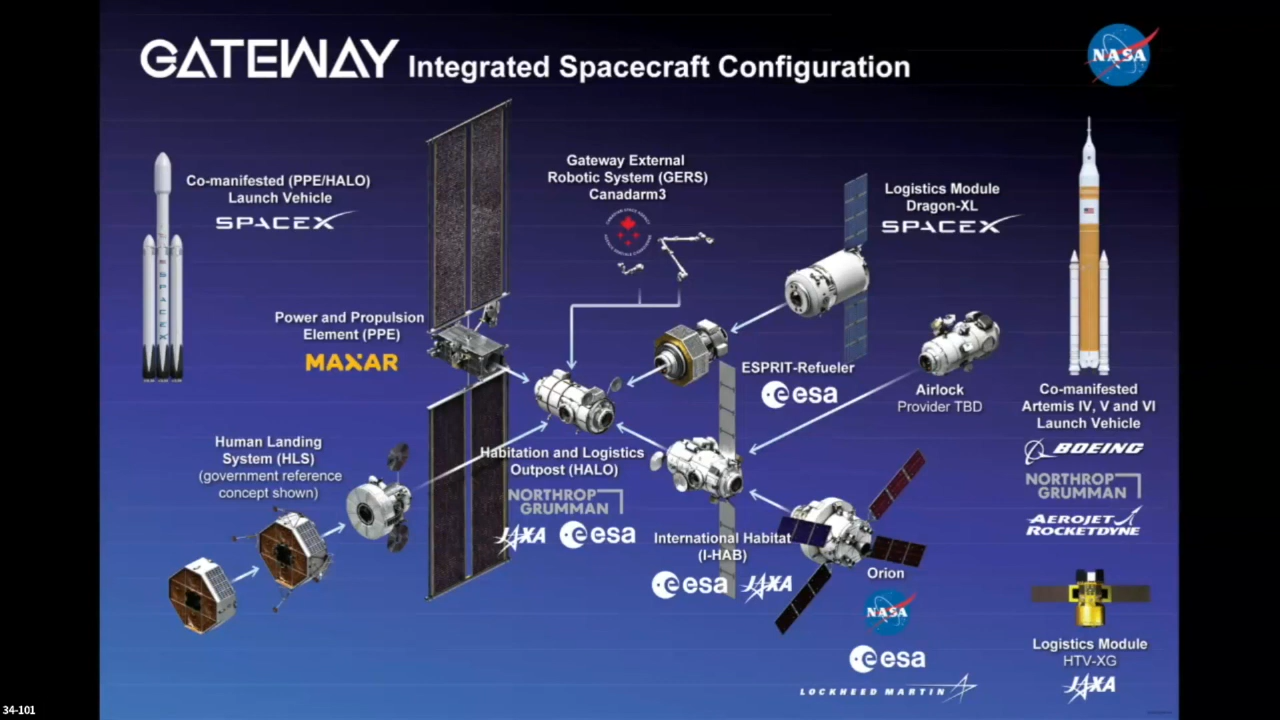 GATEWAY Integrated Spacecraft Configuration
NASA
Co-manifested (PPE/HALO)
Launch Vehicle
SPACEX
SPACEX
Gateway External
Robotic System (GERS)
Canadarm3
Logistics Module
Dragon-XL
SPACEX
Power and Propulsion
Element (PPE)
MAXAR
ESPRIT-Refueler
esa
Airlock
Provider TBD
Co-manifested
Artemis IV, V and VI
Launch Vehicle
BOEING
NORTHROP
GRUMMAN
AEROJET
ROCKETDYNE
Human Landing
System (HLS)
(government reference
concept shown)
Habitation and Logistics
Outpost (HALO)
NORTHROP
GRUMMAN
JAXA esa
International Habitat
(I-HAB)
esa JAXA
Orion
NASA
esa
LOCKHEED MARTIN
Logistics Module
HTV-XG
JAXA
34-101